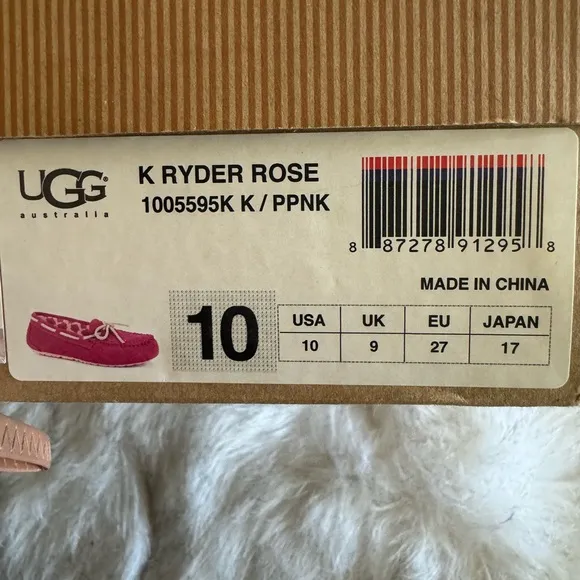 UGG®
australia
K RYDER ROSE
1005595K K / PPNK
8 87278 91295 8
MADE IN CHINA
10
USA UK EU JAPAN
10 9 27 17